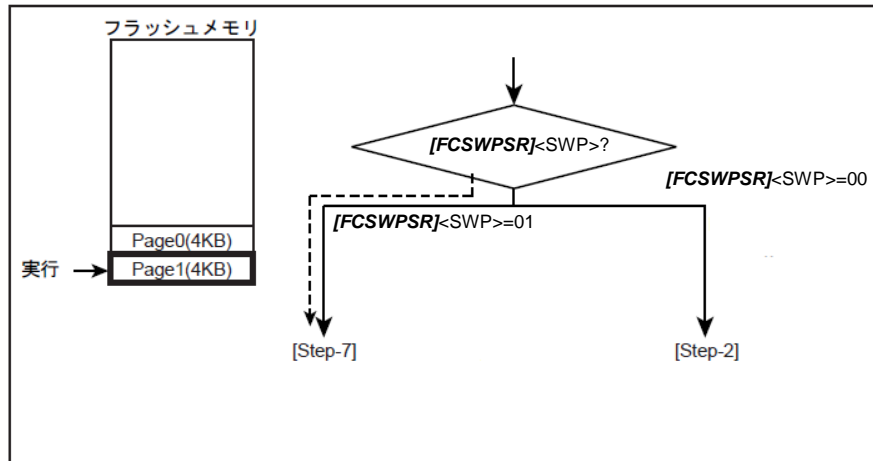 フラッシュメモリ
[FCSWPSR]<SWP>?
[FCSWPSR]<SWP>=00
[FCSWPSR]<SWP>=01
Page0(4KB)
実行
Page1(4KB)
[Step-7]
[Step-2]